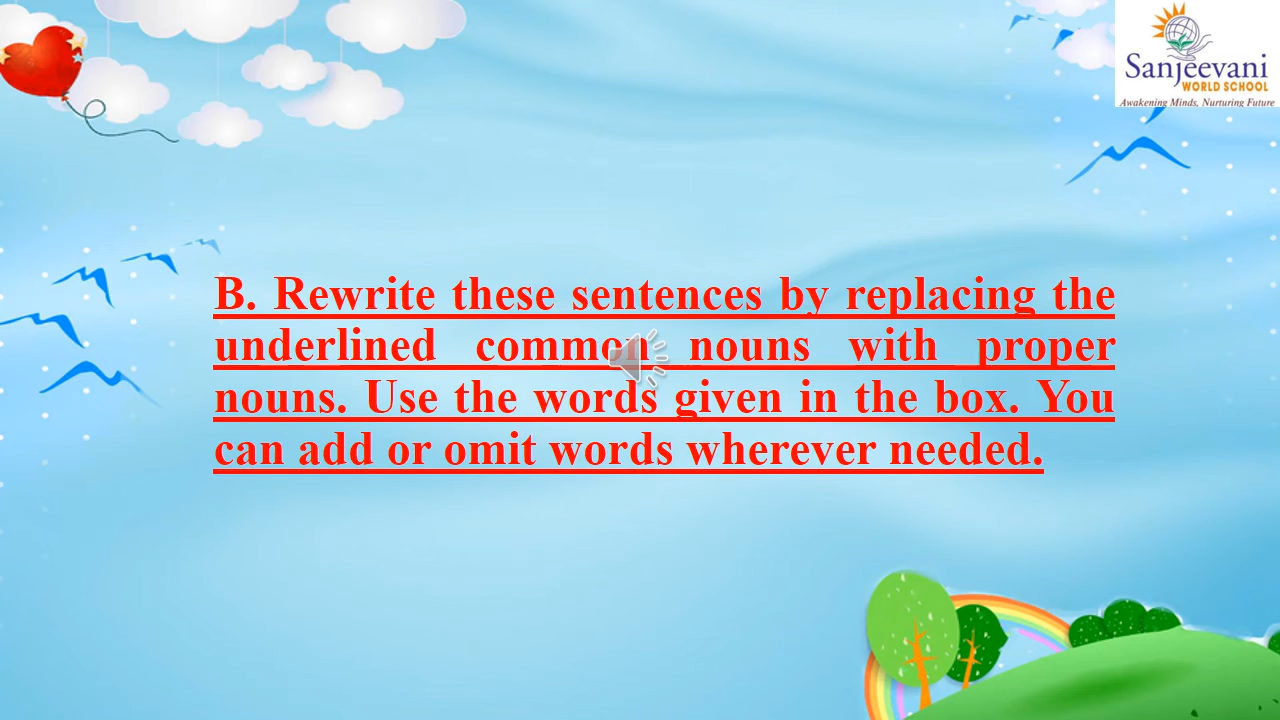 Sanjeevani
WORLD SCHOOL
Awakening Minds, Nurturing Future
B. Rewrite these sentences by replacing the
underlined common nouns with proper
nouns. Use the words given in the box. You
can add or omit words wherever needed.